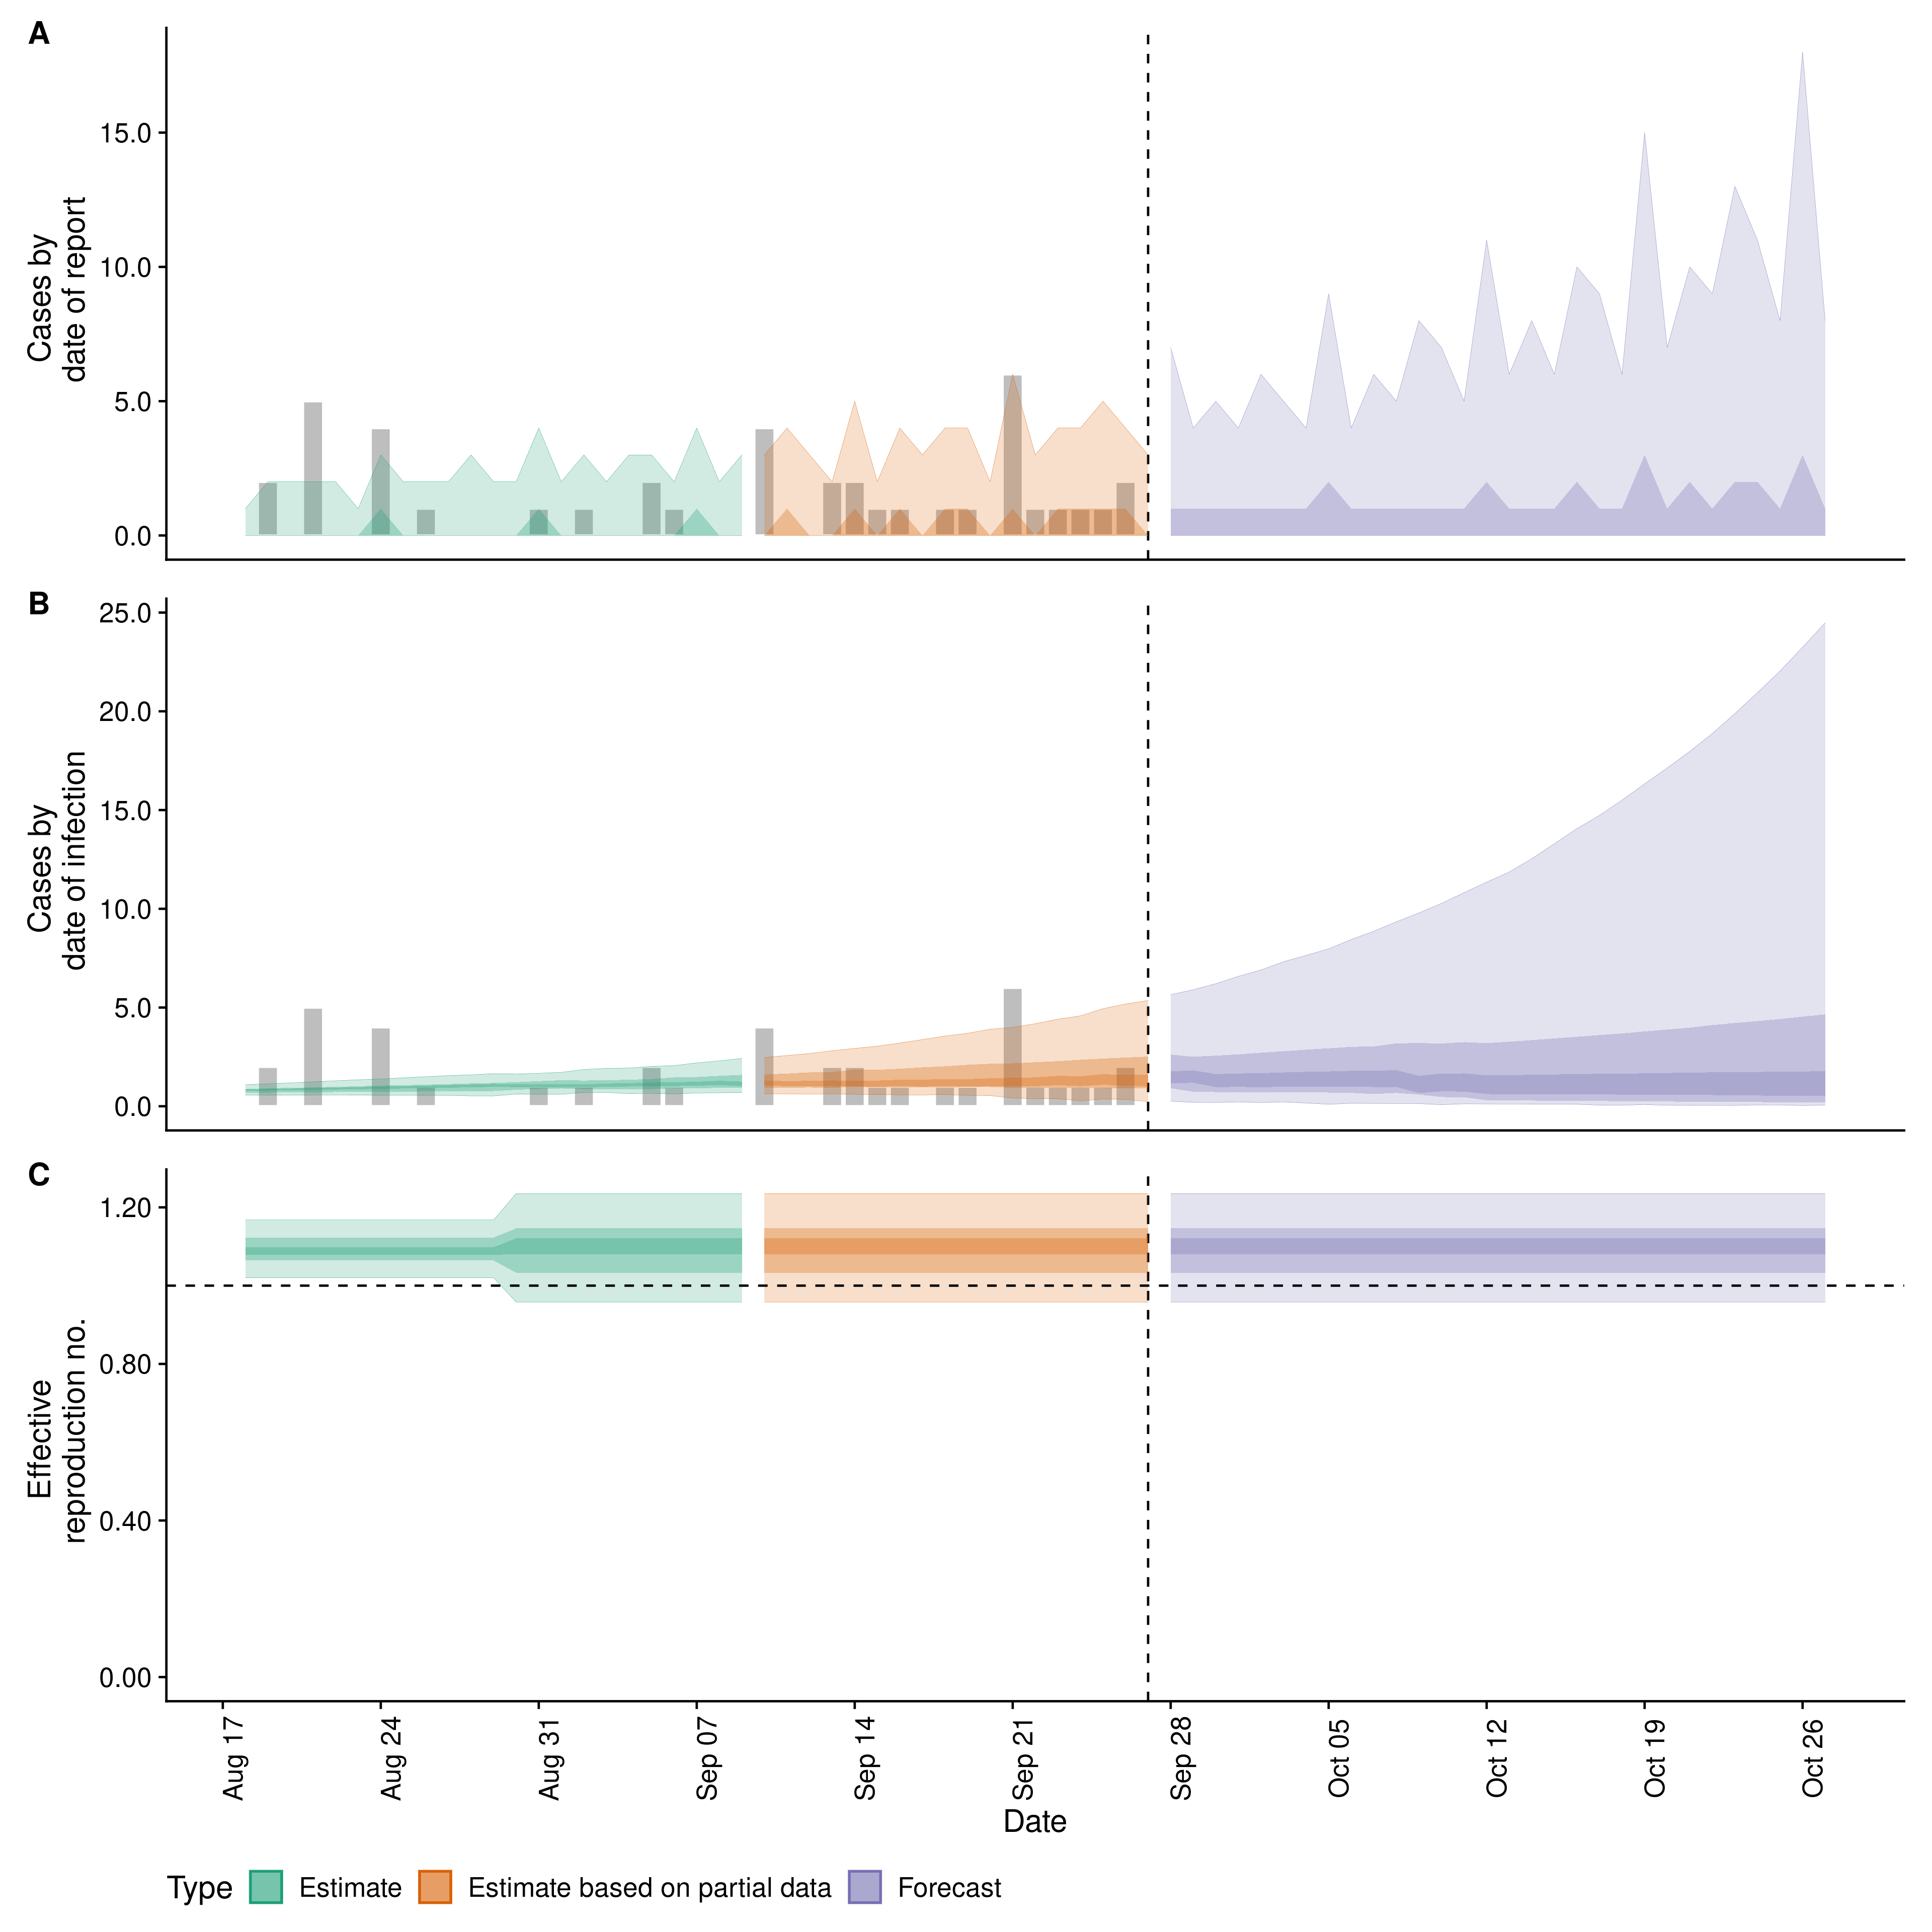 A
Cases by
date of report
15.0
10.0
5.0
0.0
B
Cases by
date of infection
25.0
20.0
15.0
10.0
5.0
0.0
C
Effective
reproduction no.
1.20
0.80
0.40
0.00
Aug 17
Aug 24
Aug 31
Sep 07
Sep 14
Sep 21
Sep 28
Oct 05
Oct 12
Oct 19
Oct 26
Date
Type Estimate Estimate based on partial data Forecast